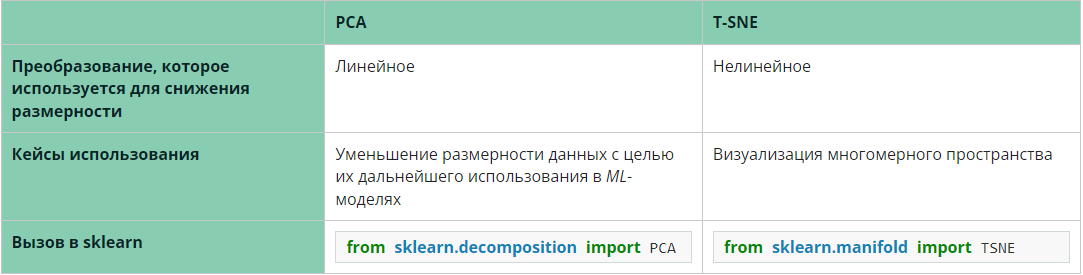 PCA
T-SNE
Преобразование, которое
используется для снижения
размерности
Линейное
Нелинейное
Кейсы использования
Уменьшение размерности данных с целью
их дальнейшего использования в ML-
моделях
Визуализация многомерного пространства
Вызов в sklearn
from sklearn.decomposition import PCA
from sklearn.manifold import TSNE